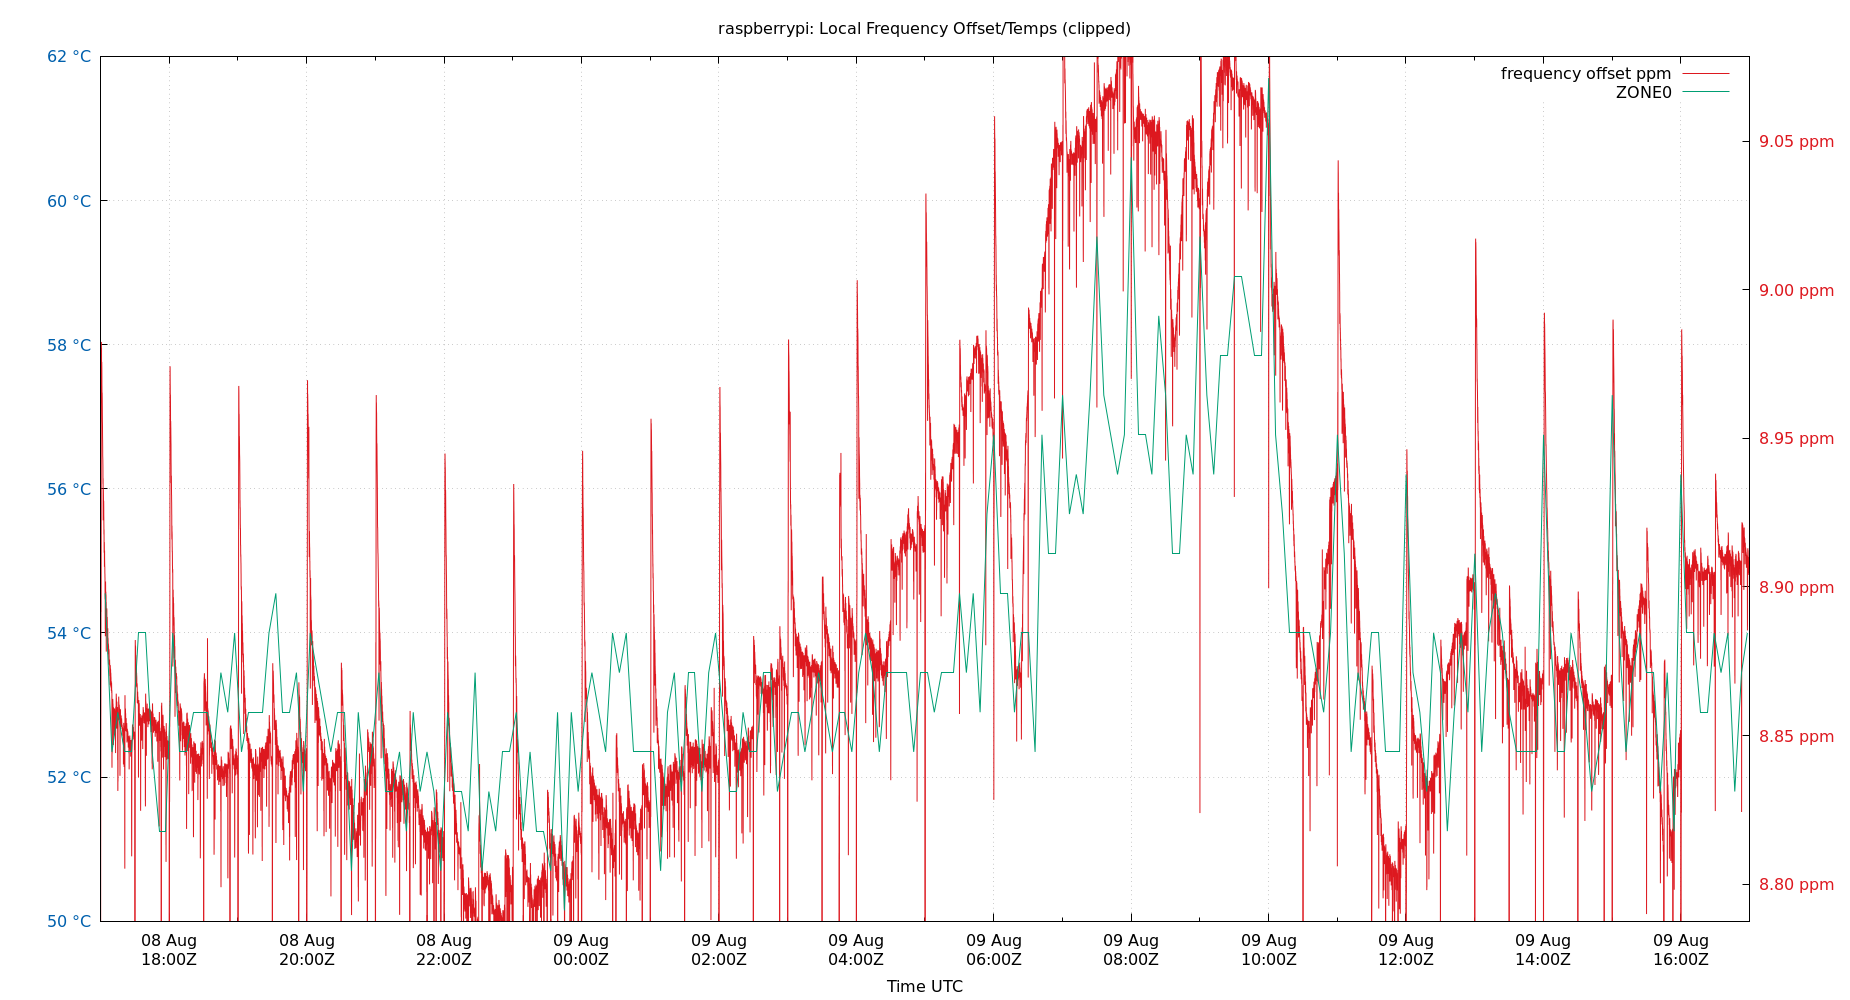 raspberrypi: Local Frequency Offset/Temps (clipped)
62 °C
60 °C
58 °C
56 °C
54 °C
52 °C
50 °C
frequency offset ppm
ZONE0
9.05 ppm
9.00 ppm
8.95 ppm
8.90 ppm
8.85 ppm
8.80 ppm
08 Aug 08 Aug 08 Aug 09 Aug 09 Aug 09 Aug 09 Aug 09 Aug 09 Aug 09 Aug 09 Aug 09 Aug
18:00Z 20:00Z 22:00Z 00:00Z 02:00Z 04:00Z 06:00Z 08:00Z 10:00Z 12:00Z 14:00Z 16:00Z
Time UTC